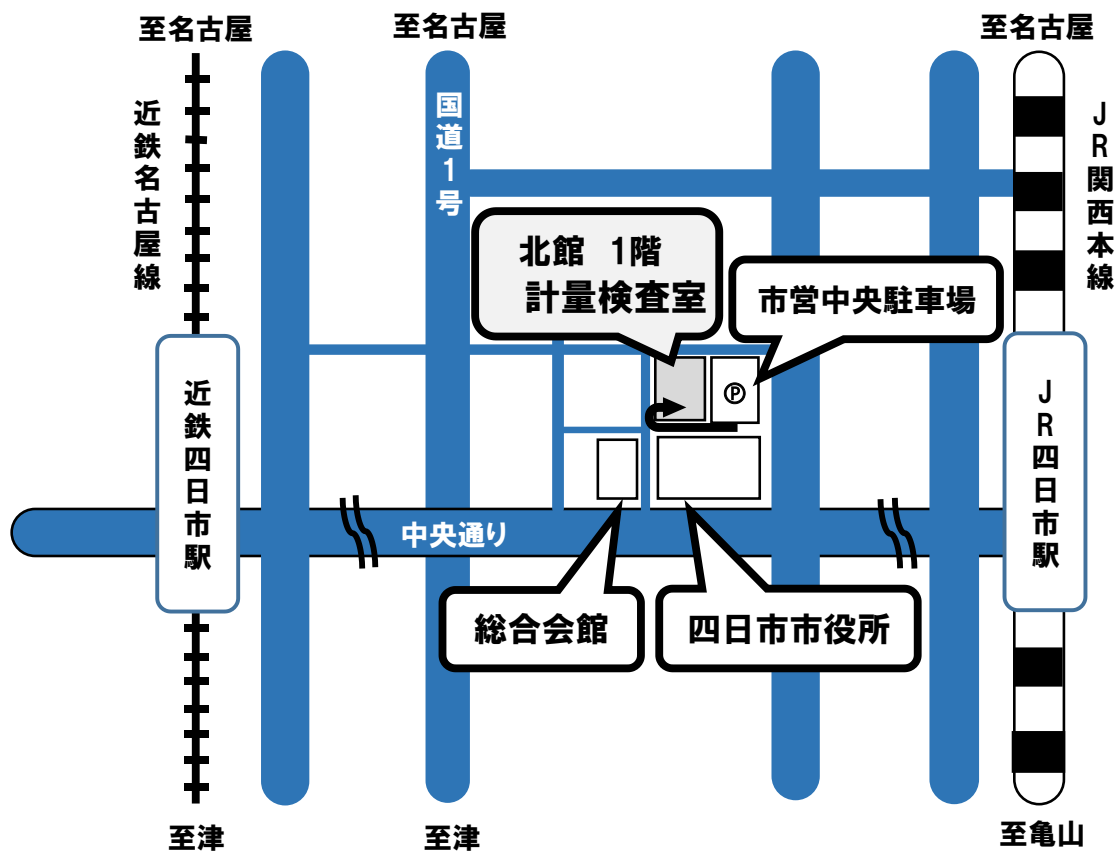 至名古屋
至名古屋
至名古屋
近鉄名古屋線
国道1号
JR関西本線
北館 1階
計量検査室
市営中央駐車場
P
近鉄四日市駅
JR四日市駅
中央通り
総合会館
四日市市役所
至津
至津
至亀山